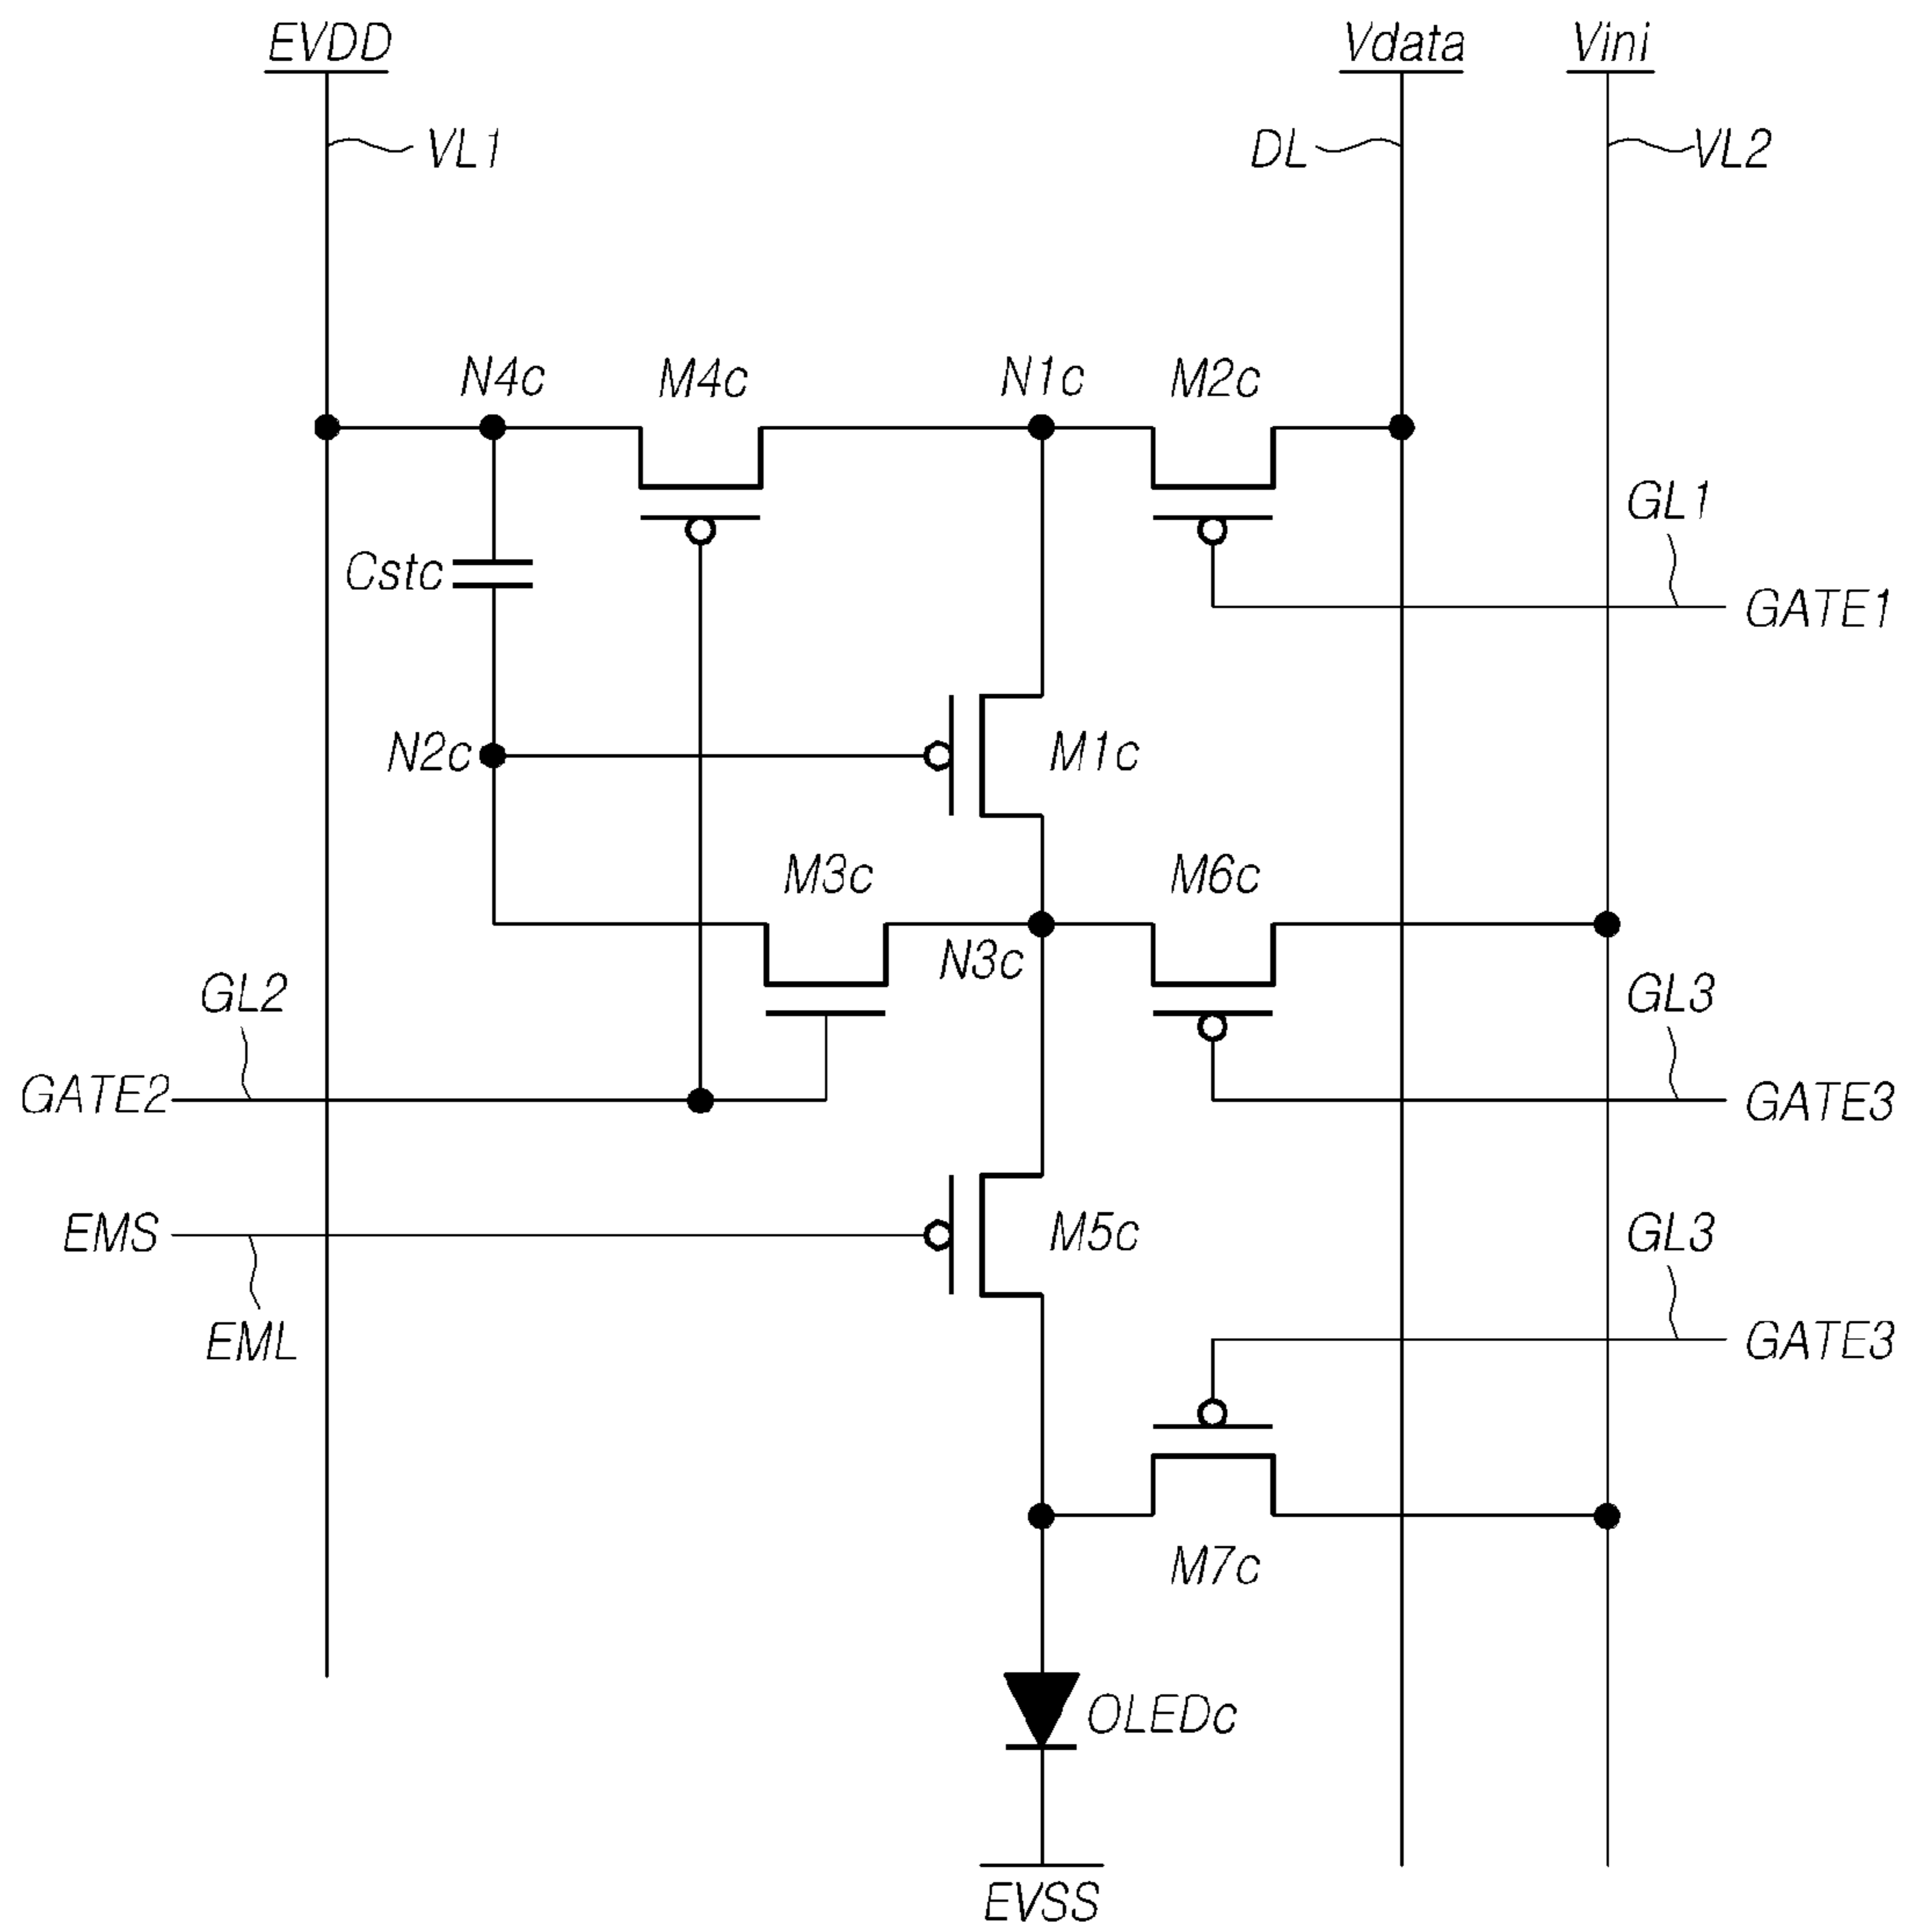 EVDD
Vdata
Vini
VL1
DL
VL2
N4c
M4c
N1c
M2c
GL1
Cstc
GATE1
N2c
M1c
M3c
M6c
N3c
GL2
GL3
GATE2
GATE3
EMS
M5c
GL3
EML
GATE3
M7c
OLEDc
EVSS